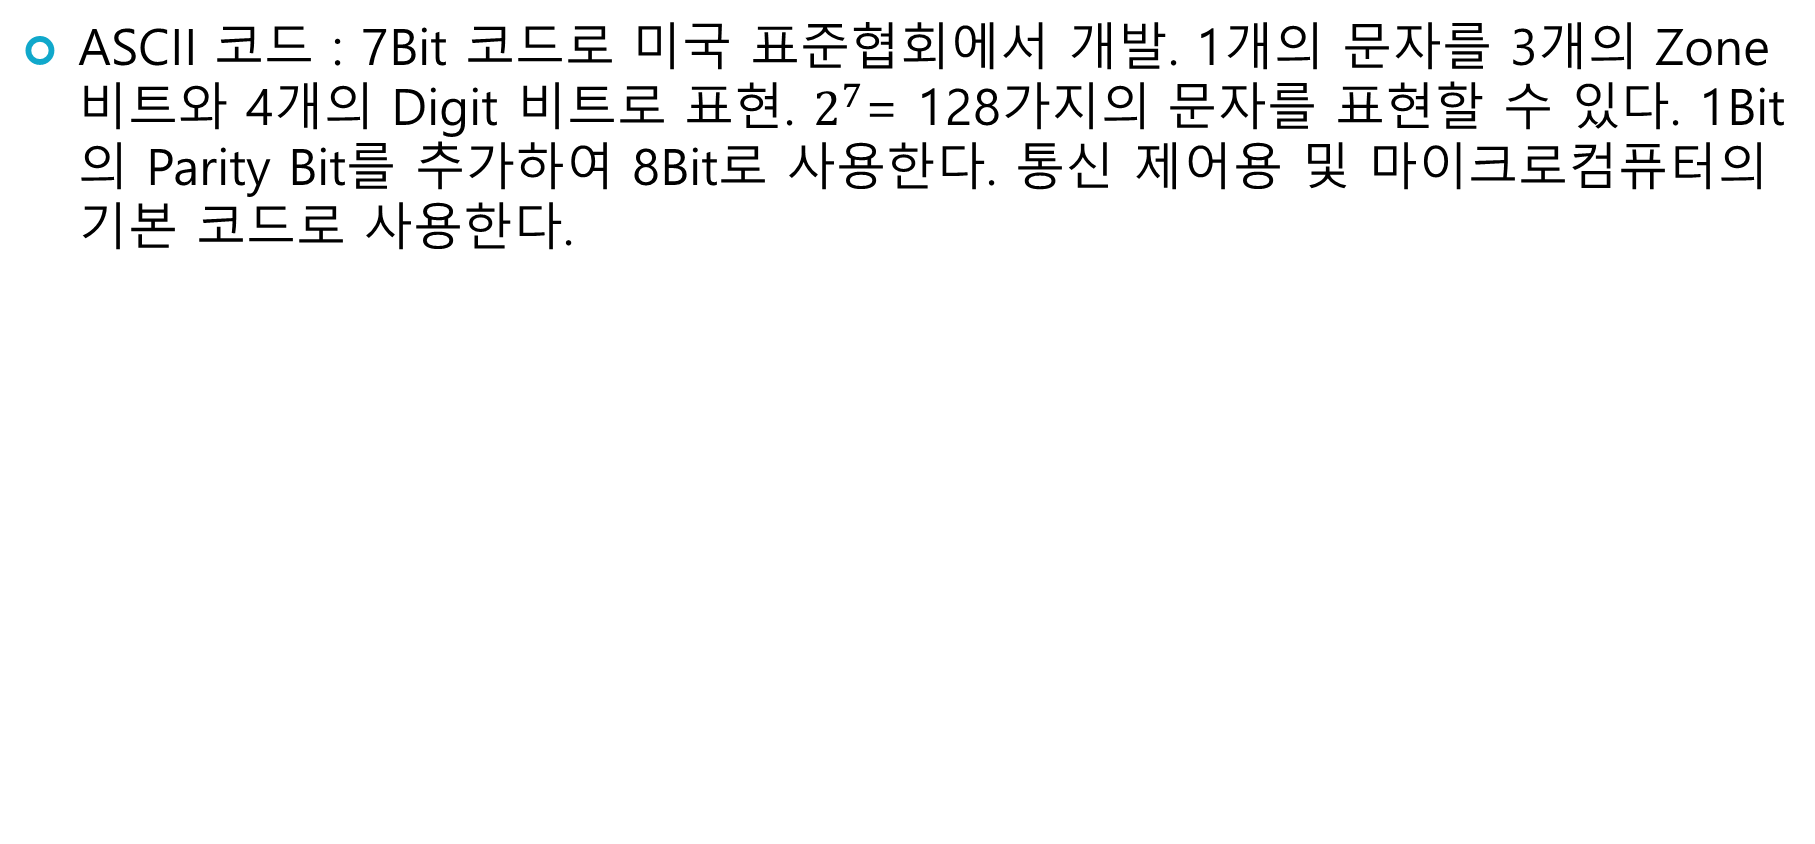 ASCII 코드 : 7Bit 코드로 미국 표준협회에서 개발. 1개의 문자를 3개의 Zone
비트와 4개의 Digit 비트로 표현. 2⁷= 128가지의 문자를 표현할 수 있다. 1Bit
의 Parity Bit를 추가하여 8Bit로 사용한다. 통신 제어용 및 마이크로컴퓨터의
기본 코드로 사용한다.